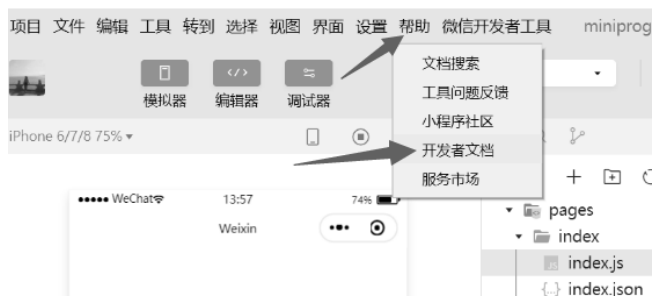 项目 文件 编辑 工具 转到 选择 视图 界面 设置 帮助 微信开发者工具 miniprog
模拟器 编辑器 调试器
文档搜索
工具问题反馈
小程序社区
开发者文档
服务市场
iPhone 6/7/8 75%
WeChat 13:57 74%
Weixin
pages
index
index.js
index.json